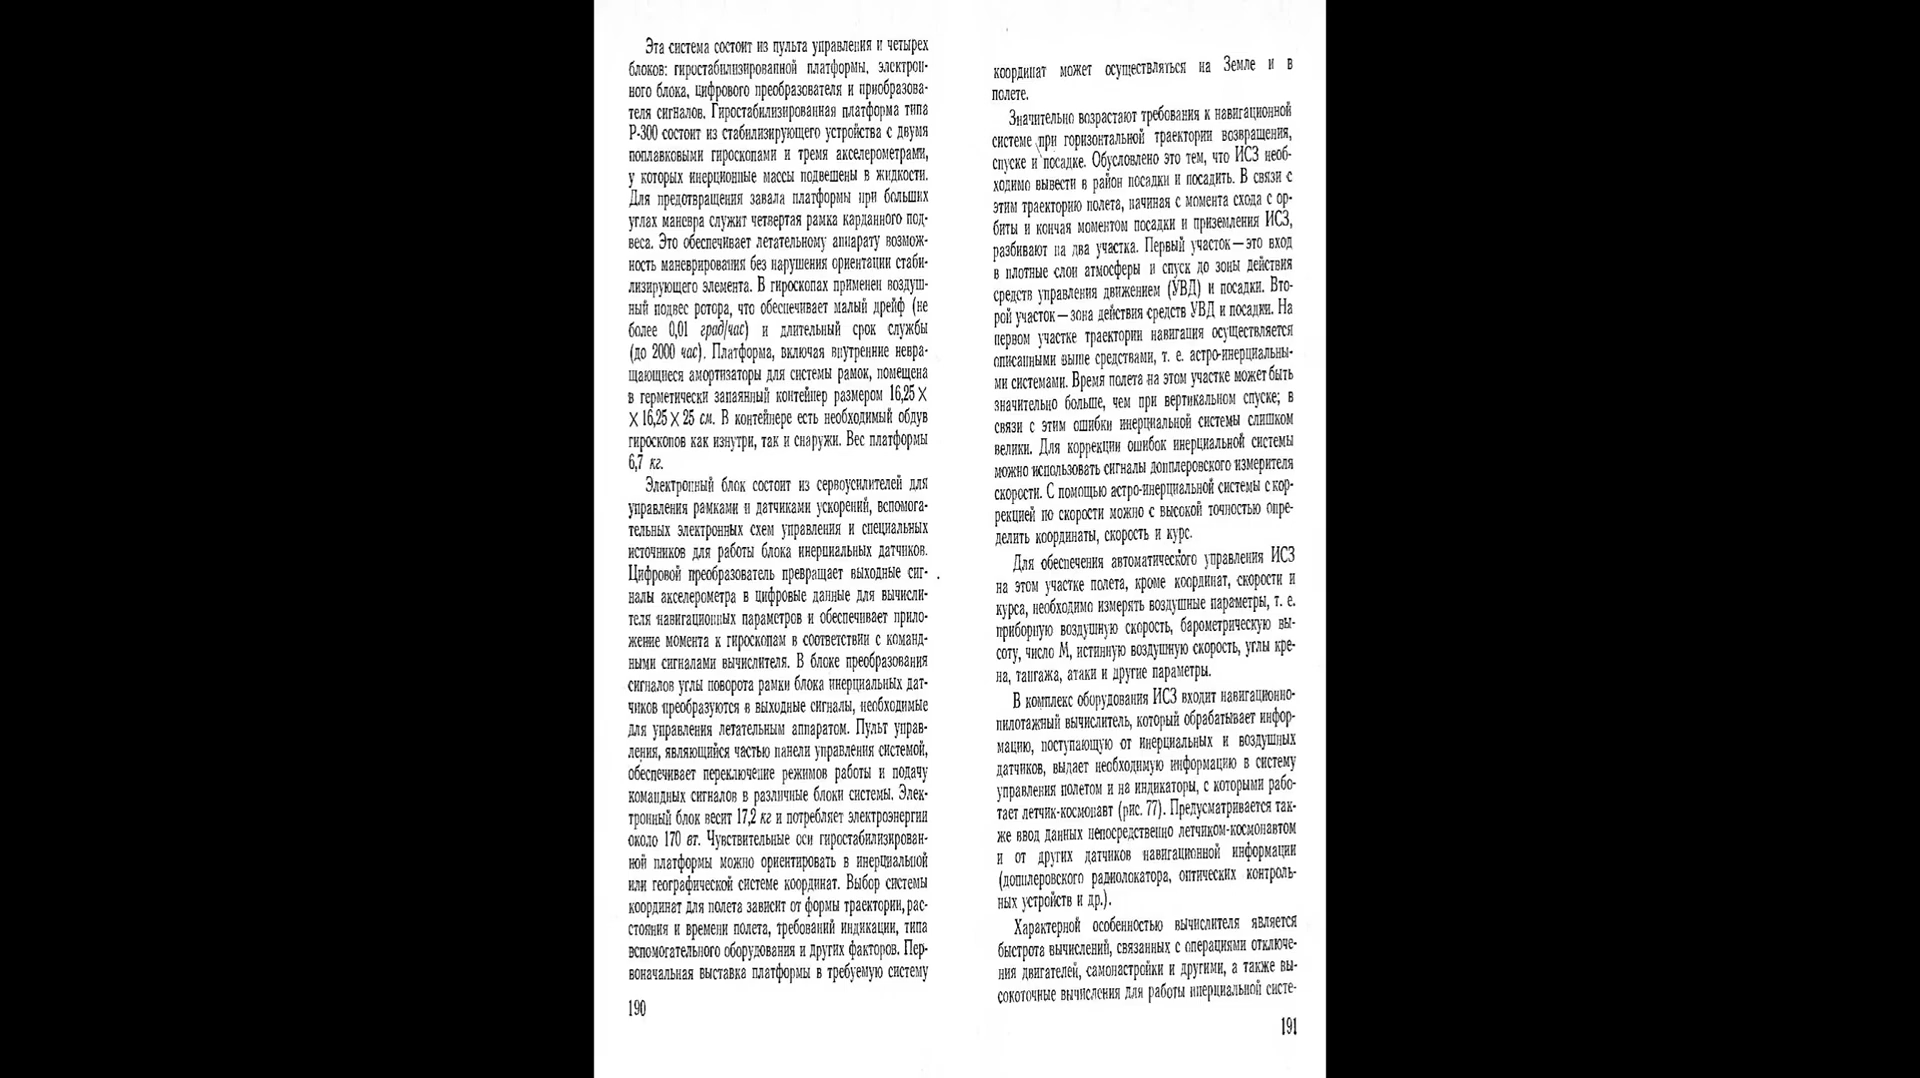 Эта система состоит из пульта управления и четырех
блоков: гиростабилизированной платформы, электрон-
ного блока, цифрового преобразователя и приобразова-
теля сигналов. Гиростабилизированная платформа типа
Р-300 состоит из стабилизирующего устройства с двумя
поплавковыми гироскопами и тремя акселерометрами,
у которых инерционные массы подвешены в жидкости.
Для предотвращения завала платформы при больших
углах маневра служит четвертая рамка карданного под-
веса. Это обеспечивает летательному аппарату возмож-
ность маневрирования без нарушения ориентации стаби-
лизирующего элемента. В гироскопах применен воздуш-
ный подвес ротора, что обеспечивает малый дрейф (не
более 0,01 град/час) и длительный срок службы
(до 2000 час). Платформа, включая внутренние невра-
щающиеся амортизаторы для системы рамок, помещена
в герметически запаянный контейнер размером 16,25 ×
× 16,25 × 25 см. В контейнере есть необходимый обдув
гироскопов как изнутри, так и снаружи. Вес платформы
6,7 кг.
Электронный блок состоит из сервоусилителей для
управления рамками и датчиками ускорений, вспомога-
тельных электронных схем управления и специальных
источников для работы блока инерциальных датчиков.
Цифровой преобразователь превращает выходные сиг-
налы акселерометра в цифровые данные для вычисли-
теля навигационных параметров и обеспечивает прило-
жение момента к гироскопам в соответствии с команд-
ными сигналами вычислителя. В блоке преобразования
сигналов углы поворота рамки блока инерциальных дат-
чиков преобразуются в выходные сигналы, необходимые
для управления летательным аппаратом. Пульт управ-
ления, являющийся частью панели управления системой,
обеспечивает переключение режимов работы и подачу
командных сигналов в различные блоки системы. Элек-
тронный блок весит 17,2 кг и потребляет электроэнергии
около 170 вт. Чувствительные оси гиростабилизирован-
ной платформы можно ориентировать в инерциальной
или географической системе координат. Выбор системы
координат для полета зависит от формы траектории, рас-
стояния и времени полета, требований индикации, типа
вспомогательного оборудования и других факторов. Пер-
воначальная выставка платформы в требуемую систему
190
координат может осуществляться на Земле и в
полете.
Значительно возрастают требования к навигационной
системе при горизонтальной траектории возвращения,
спуске и посадке. Обусловлено это тем, что ИСЗ необ-
ходимо вывести в район посадки и посадить. В связи с
этим траекторию полета, начиная с момента схода с ор-
биты и кончая моментом посадки и приземления ИСЗ,
разбивают на два участка. Первый участок — это вход
в плотные слои атмосферы и спуск до зоны действия
средств управления движением (УВД) и посадки. Вто-
рой участок — зона действия средств УВД и посадки. На
первом участке траектории навигация осуществляется
описанными выше средствами, т. е. астро-инерциальны-
ми системами. Время полета на этом участке может быть
значительно больше, чем при вертикальном спуске; в
связи с этим ошибки инерциальной системы слишком
велики. Для коррекции ошибок инерциальной системы
можно использовать сигналы допплеровского измерителя
скорости. С помощью астро-инерциальной системы с кор-
рекцией по скорости можно с высокой точностью опре-
делить координаты, скорость и курс.
Для обеспечения автоматического управления ИСЗ
на этом участке полета, кроме координат, скорости и
курса, необходимо измерять воздушные параметры, т. е.
приборную воздушную скорость, барометрическую вы-
соту, число М, истинную воздушную скорость, углы кре-
на, тангажа, атаки и другие параметры.
В комплекс оборудования ИСЗ входит навигационно-
пилотажный вычислитель, который обрабатывает инфор-
мацию, поступающую от инерциальных и воздушных
датчиков, выдает необходимую информацию в систему
управления полетом и на индикаторы, с которыми рабо-
тает летчик-космонавт (рис. 77). Предусматривается так-
же ввод данных непосредственно летчиком-космонавтом
и от других датчиков навигационной информации
(допплеровского радиолокатора, оптических контроль-
ных устройств и др.).
Характерной особенностью вычислителя является
быстрота вычислений, связанных с операциями отключе-
ния двигателей, самонастройки и другими, а также вы-
сокоточные вычисления для работы инерциальной систе-
191